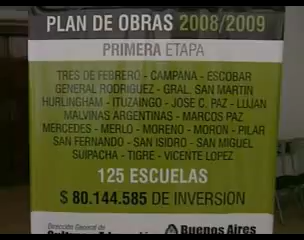 PLAN DE OBRAS 2008/2009
PRIMERA ETAPA
TRES DE FEBRERO - CAMPANA - ESCOBAR
GENERAL RODRIGUEZ - GRAL. SAN MARTIN
HURLINGHAM - ITUZAINGO - JOSE C. PAZ - LUJAN
MALVINAS ARGENTINAS - MARCOS PAZ
MERCEDES - MERLO - MORENO - MORON - PILAR
SAN FERNANDO - SAN ISIDRO - SAN MIGUEL
SUIPACHA - TIGRE - VICENTE LOPEZ
125 ESCUELAS
$ 80.144.585 DE INVERSION
Dirección General de
Buenos Aires